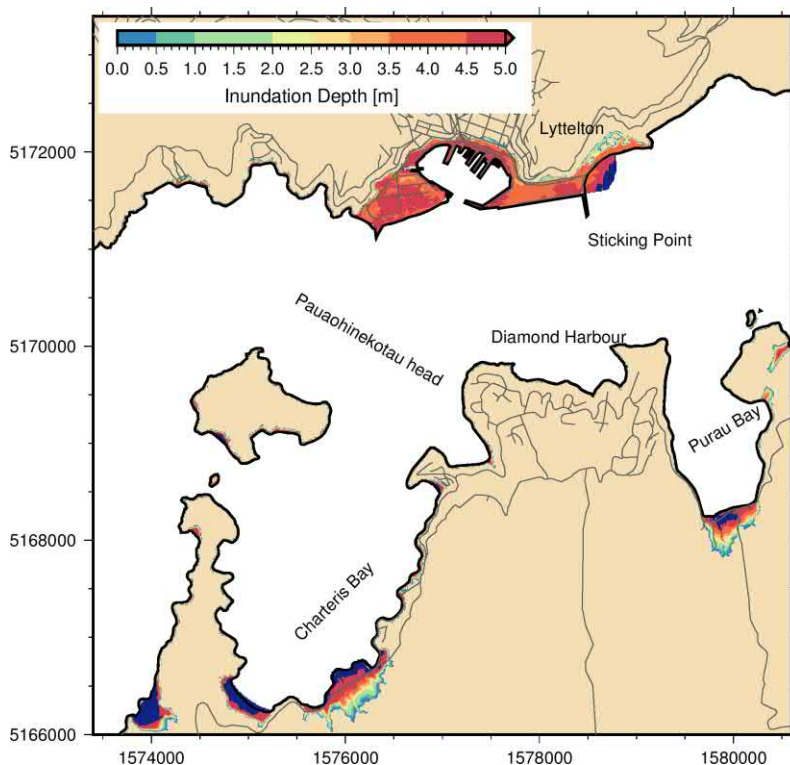 0.0 0.5 1.0 1.5 2.0 2.5 3.0 3.5 4.0 4.5 5.0
Inundation Depth [m]
Lyttelton
5172000
Sticking Point
Pauaohinekotau head
Diamond Harbour
5170000
Purau Bay
5168000
Charteris Bay
5166000
1574000 1576000 1578000 1580000